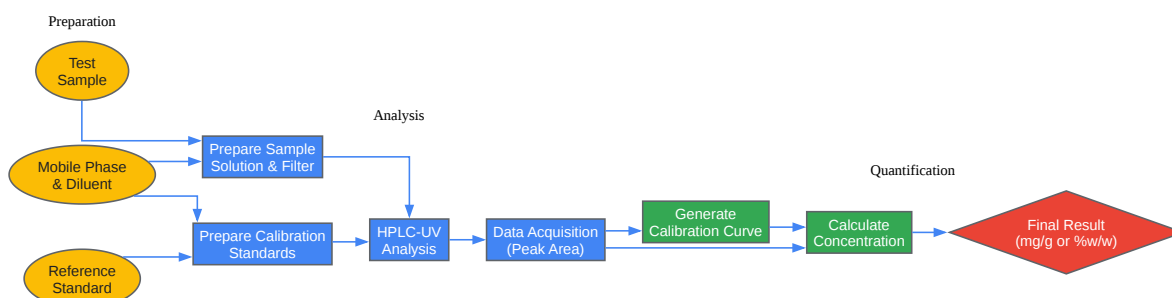 Preparation
Test
Sample
Analysis
Prepare Sample
Solution & Filter
Mobile Phase
& Diluent
Quantification
Generate
Calibration Curve
Calculate
Concentration
Final Result
(mg/g or %w/w)
HPLC-UV
Analysis
Data Acquisition
(Peak Area)
Prepare Calibration
Standards
Reference
Standard